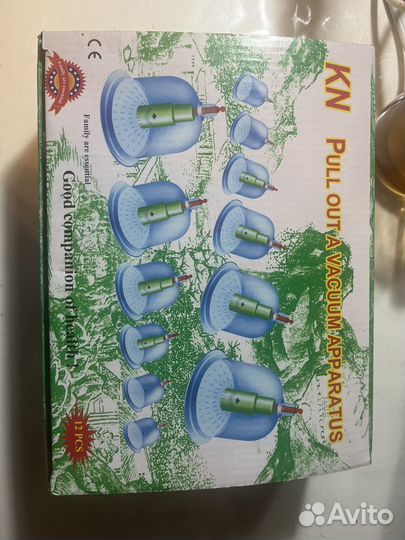 KN PULL OUT A VACUUM APPARATUS
CE
Family are essential
Good companion of health
12 PCS
Avito